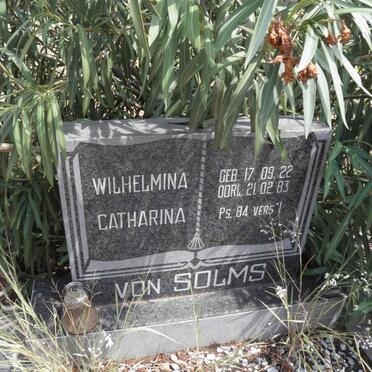 WILHELMINA
CATHARINA
GEB. 17. 09. 22
OORL. 21. 02. 83
Ps. 84 VERS 1
VON SOLMS